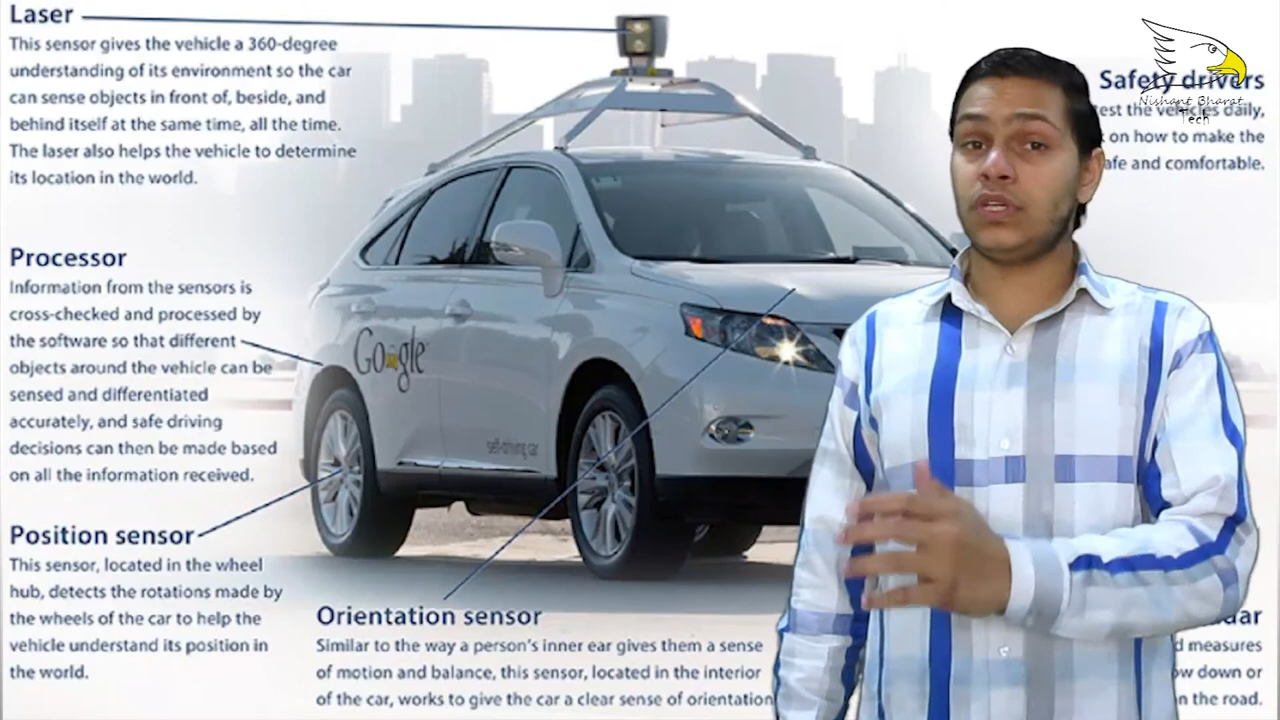 Laser
This sensor gives the vehicle a 360-degree
understanding of its environment so the car
can sense objects in front of, beside, and
behind itself at the same time, all the time.
The laser also helps the vehicle to determine
its location in the world.
Processor
Information from the sensors is
cross-checked and processed by
the software so that different
objects around the vehicle can be
sensed and differentiated
accurately, and safe driving
decisions can then be made based
on all the information received.
Position sensor
This sensor, located in the wheel
hub, detects the rotations made by
the wheels of the car to help the
vehicle understand its position in
the world.
Google
self-driving car
Orientation sensor
Similar to the way a person's inner ear gives them a sense
of motion and balance, this sensor, located in the interior
of the car, works to give the car a clear sense of orientation
Safety drivers
the vehicles daily,
on how to make the
and comfortable.
Nishant Bharat
Tech
measures
down or
the road.